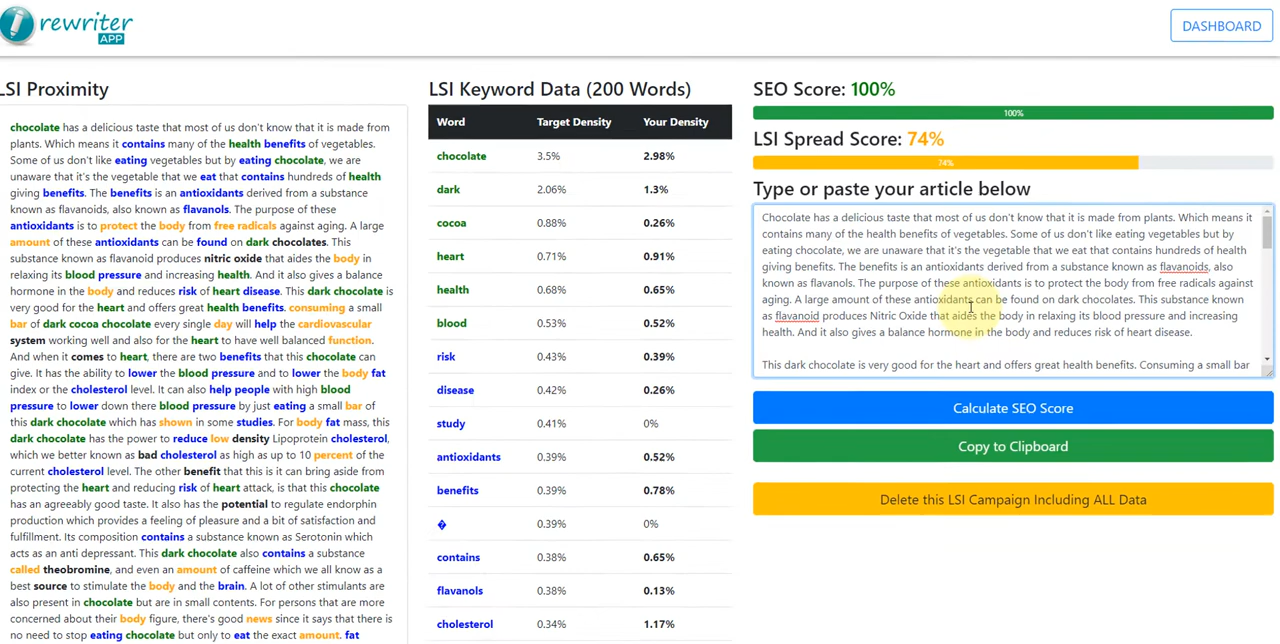 rewriter
APP
DASHBOARD
LSI Proximity
chocolate has a delicious taste that most of us don't know that it is made from
plants. Which means it contains many of the health benefits of vegetables.
Some of us don't like eating vegetables but by eating chocolate, we are
unaware that it's the vegetable that we eat that contains hundreds of health
giving benefits. The benefits is an antioxidants derived from a substance
known as flavanoids, also known as flavanols. The purpose of these
antioxidants is to protect the body from free radicals against aging. A large
amount of these antioxidants can be found on dark chocolates. This
substance known as flavanoid produces nitric oxide that aides the body in
relaxing its blood pressure and increasing health. And it also gives a balance
hormone in the body and reduces risk of heart disease. This dark chocolate is
very good for the heart and offers great health benefits. consuming a small
bar of dark cocoa chocolate every single day will help the cardiovascular
system working well and also for the heart to have well balanced function.
And when it comes to heart, there are two benefits that this chocolate can
give. It has the ability to lower the blood pressure and to lower the body fat
index or the cholesterol level. It can also help people with high blood
pressure to lower down there blood pressure by just eating a small bar of
this dark chocolate which has shown in some studies. For body fat mass, this
dark chocolate has the power to reduce low density Lipoprotein cholesterol,
which we better known as bad cholesterol as high as up to 10 percent of the
current cholesterol level. The other benefit that this is it can bring aside from
protecting the heart and reducing risk of heart attack, is that this chocolate
has an agreeably good taste. It also has the potential to regulate endorphin
production which provides a feeling of pleasure and a bit of satisfaction and
fulfillment. Its composition contains a substance known as Serotonin which
acts as an anti depressant. This dark chocolate also contains a substance
called theobromine, and even an amount of caffeine which we all know as a
best source to stimulate the body and the brain. A lot of other stimulants are
also present in chocolate but are in small contents. For persons that are more
concerned about their body figure, there's good news since it says that there is
no need to stop eating chocolate but only to eat the exact amount. fat
LSI Keyword Data (200 Words)
Word Target Density Your Density
chocolate 3.5% 2.98%
dark 2.06% 1.3%
cocoa 0.88% 0.26%
heart 0.71% 0.91%
health 0.68% 0.65%
blood 0.53% 0.52%
risk 0.43% 0.39%
disease 0.42% 0.26%
study 0.41% 0%
antioxidants 0.39% 0.52%
benefits 0.39% 0.78%
� 0.39% 0%
contains 0.38% 0.65%
flavanols 0.38% 0.13%
cholesterol 0.34% 1.17%
SEO Score: 100%
100%
LSI Spread Score: 74%
74%
Type or paste your article below
Chocolate has a delicious taste that most of us don't know that it is made from plants. Which means it
contains many of the health benefits of vegetables. Some of us don't like eating vegetables but by
eating chocolate, we are unaware that it's the vegetable that we eat that contains hundreds of health
giving benefits. The benefits is an antioxidants derived from a substance known as flavanoids, also
known as flavanols. The purpose of these antioxidants is to protect the body from free radicals against
aging. A large amount of these antioxidants can be found on dark chocolates. This substance known
as flavanoid produces Nitric Oxide that aides the body in relaxing its blood pressure and increasing
health. And it also gives a balance hormone in the body and reduces risk of heart disease.
This dark chocolate is very good for the heart and offers great health benefits. Consuming a small bar
Calculate SEO Score
Copy to Clipboard
Delete this LSI Campaign Including ALL Data